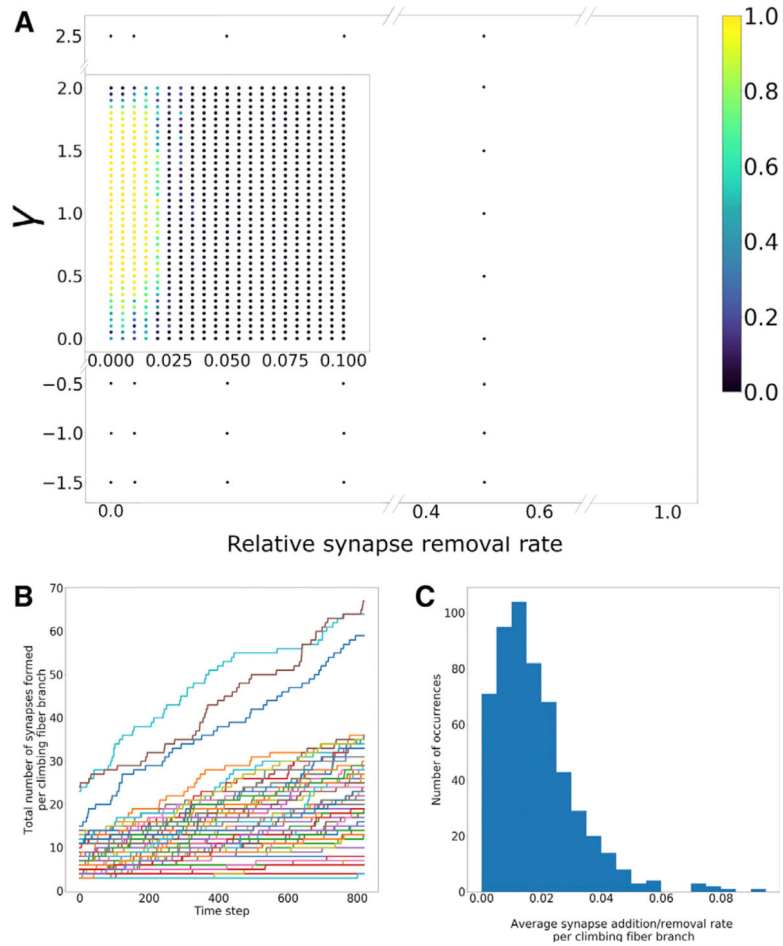 A
2.5
2.0
1.5
1.0
0.5
0.0
−0.5
−1.0
−1.5
γ
0.000 0.025 0.050 0.075 0.100
0.0 0.4 0.6 1.0
Relative synapse removal rate
1.0
0.8
0.6
0.4
0.2
0.0
B
70
60
50
40
30
20
10
0
Total number of synapses formed
per climbing fiber branch
0 200 400 600 800
Time step
C
100
80
60
40
20
0
Number of occurrences
0.00 0.02 0.04 0.06 0.08
Average synapse addition/removal rate
per climbing fiber branch